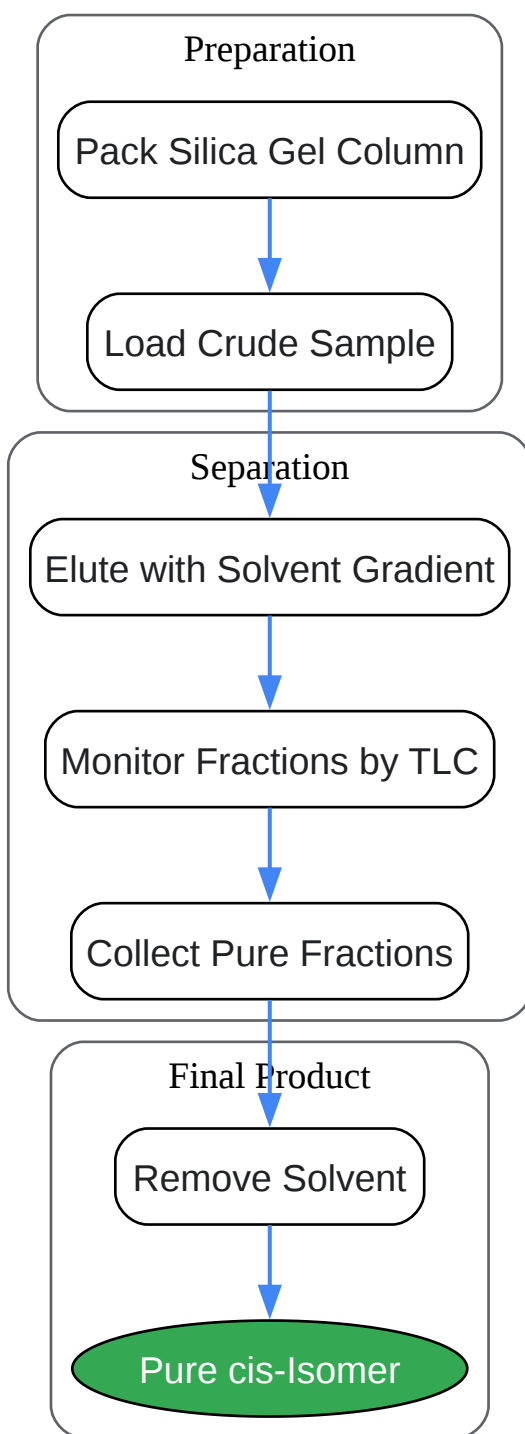 Preparation
Pack Silica Gel Column
Load Crude Sample
Separation
Elute with Solvent Gradient
Monitor Fractions by TLC
Collect Pure Fractions
Final Product
Remove Solvent
Pure cis-Isomer